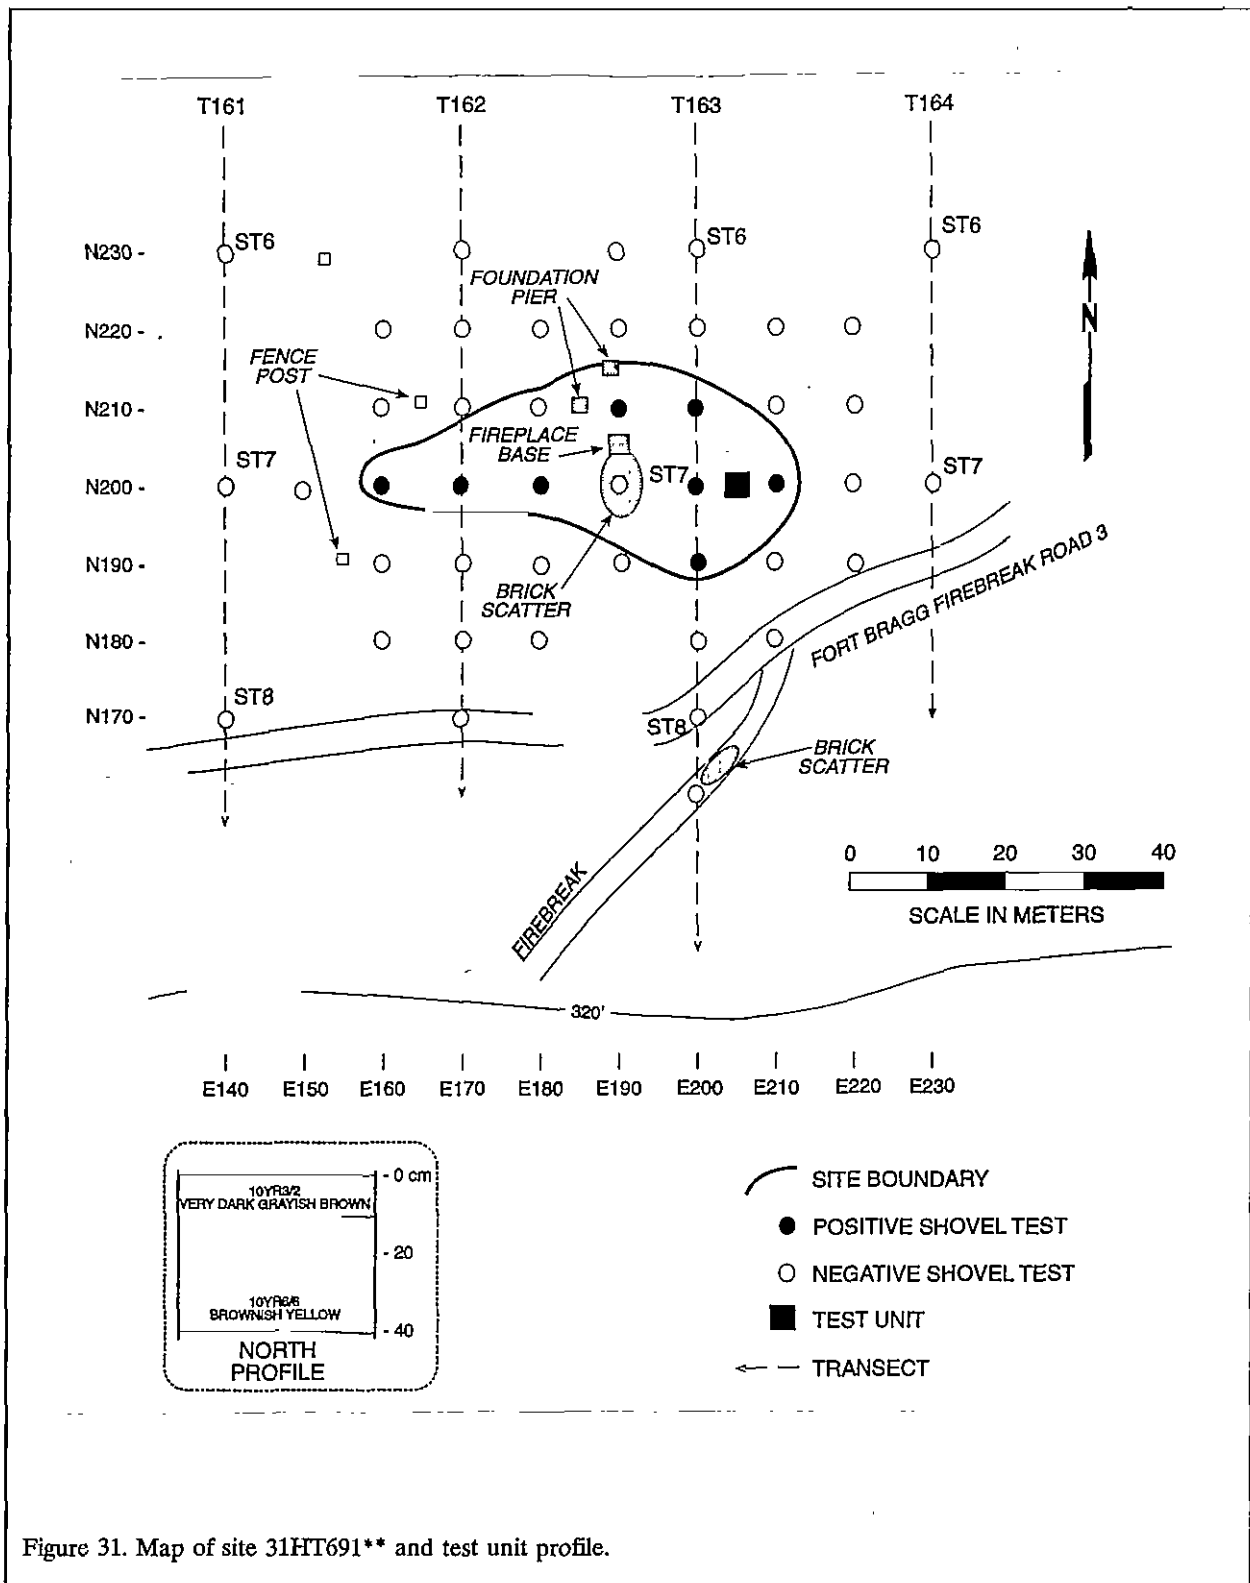 T161 T162 T163 T164
N230 - ST6 ST6 ST6
FOUNDATION
PIER
N220 -
FENCE
POST
N210 -
FIREPLACE
BASE
N200 - ST7 ST7 ST7
N190 -
BRICK
SCATTER
N180 -
FORT BRAGG FIREBREAK ROAD 3
N170 - ST8 ST8
BRICK
SCATTER
N
FIREBREAK
0 10 20 30 40
SCALE IN METERS
320'
E140 E150 E160 E170 E180 E190 E200 E210 E220 E230
- 0 cm
10YR3/2
VERY DARK GRAYISH BROWN
- 20
10YR6/6
BROWNISH YELLOW
- 40
NORTH
PROFILE
SITE BOUNDARY
POSITIVE SHOVEL TEST
NEGATIVE SHOVEL TEST
TEST UNIT
TRANSECT
Figure 31. Map of site 31HT691** and test unit profile.